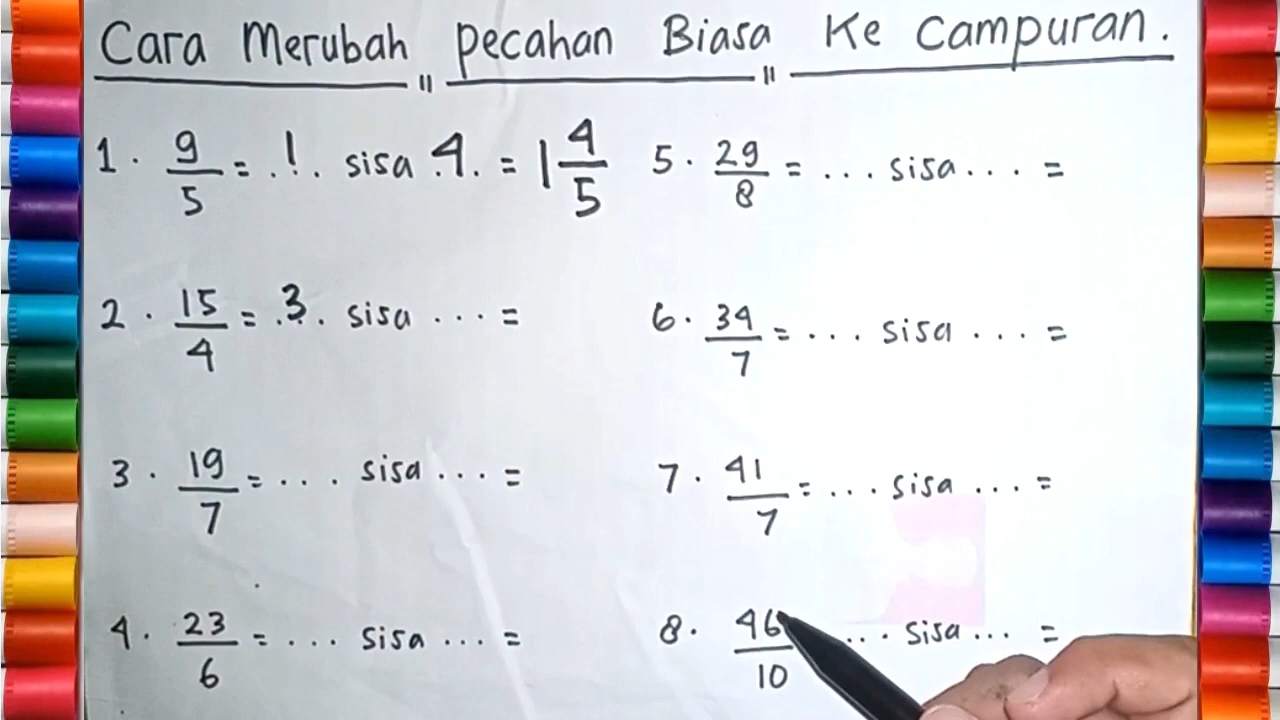 Cara Merubah Pecahan Biasa Ke Campuran.
1. 9/5 = .1. sisa .4. = 1 4/5
2. 15/4 = .3. sisa ... =
3. 19/7 = ... sisa ... =
4. 23/6 = ... sisa ... =
5. 29/8 = ... sisa ... =
6. 34/7 = ... sisa ... =
7. 41/7 = ... sisa ... =
8. 46/10 ... sisa ... =